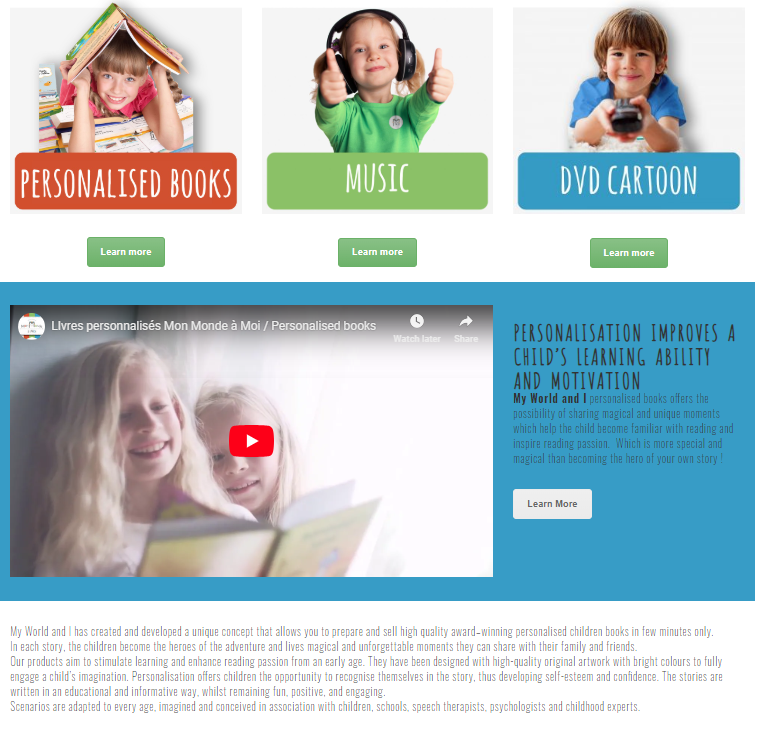 PERSONALISED BOOKS
MUSIC
DVD CARTOON
Learn more
Learn more
Learn more
LIvres personnalisés Mon Monde à Moi / Personalised books
Watch later
Share
PERSONALISATION IMPROVES A
CHILD'S LEARNING ABILITY
AND MOTIVATION
My World and I personalised books offers the
possibility of sharing magical and unique moments
which help the child become familiar with reading and
inspire reading passion. Which is more special and
magical than becoming the hero of your own story !
Learn More
My World and I has created and developed a unique concept that allows you to prepare and sell high quality award-winning personalised children books in few minutes only.
In each story, the children become the heroes of the adventure and lives magical and unforgettable moments they can share with their family and friends.
Our products aim to stimulate learning and enhance reading passion from an early age. They have been designed with high-quality original artwork with bright colours to fully
engage a child's imagination. Personalisation offers children the opportunity to recognise themselves in the story, thus developing self-esteem and confidence. The stories are
written in an educational and informative way, whilst remaining fun, positive, and engaging.
Scenarios are adapted to every age, imagined and conceived in association with children, schools, speech therapists, psychologists and childhood experts.